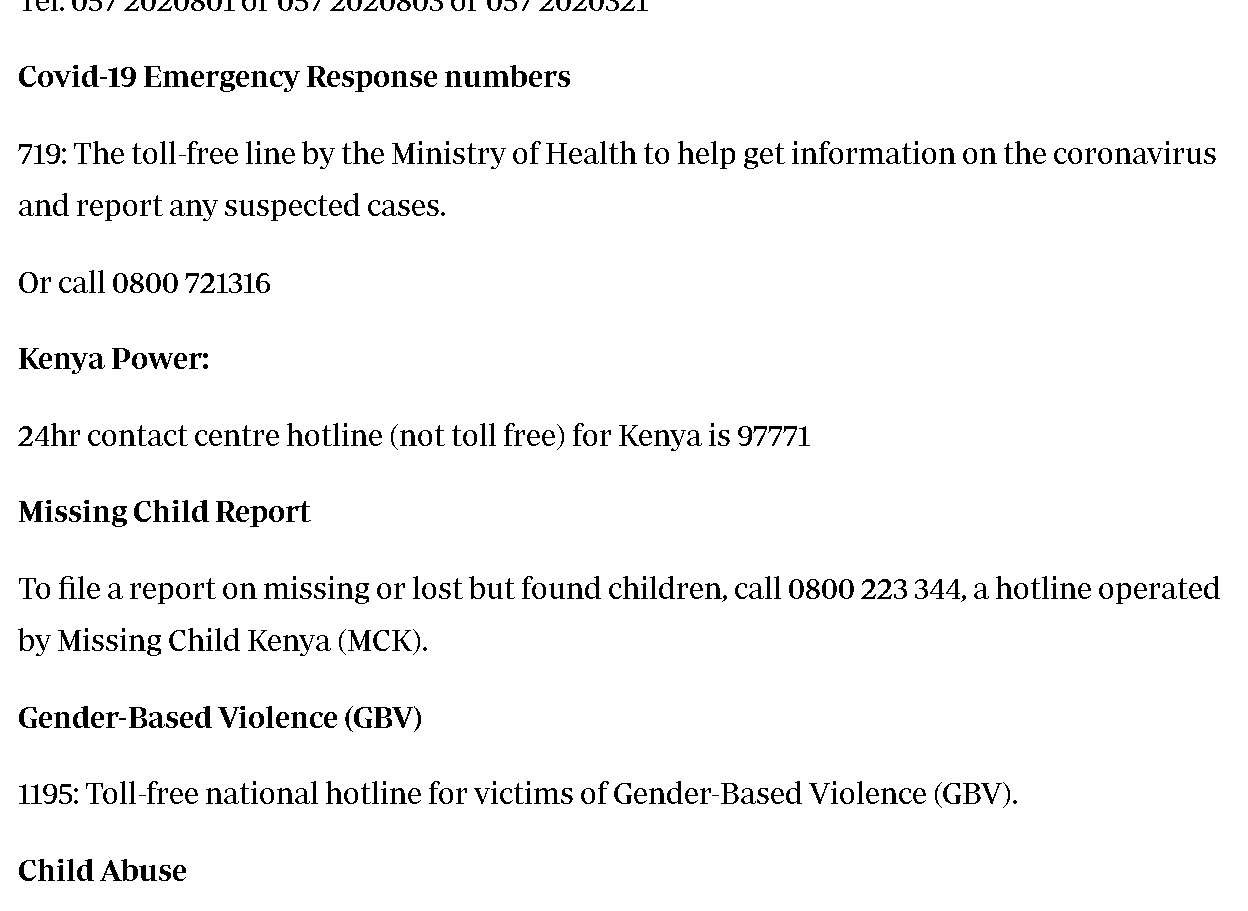 Tel: 057 2020801 or 057 2020803 or 057 2020321
Covid-19 Emergency Response numbers
719: The toll-free line by the Ministry of Health to help get information on the coronavirus
and report any suspected cases.
Or call 0800 721316
Kenya Power:
24hr contact centre hotline (not toll free) for Kenya is 97771
Missing Child Report
To file a report on missing or lost but found children, call 0800 223 344, a hotline operated
by Missing Child Kenya (MCK).
Gender-Based Violence (GBV)
1195: Toll-free national hotline for victims of Gender-Based Violence (GBV).
Child Abuse